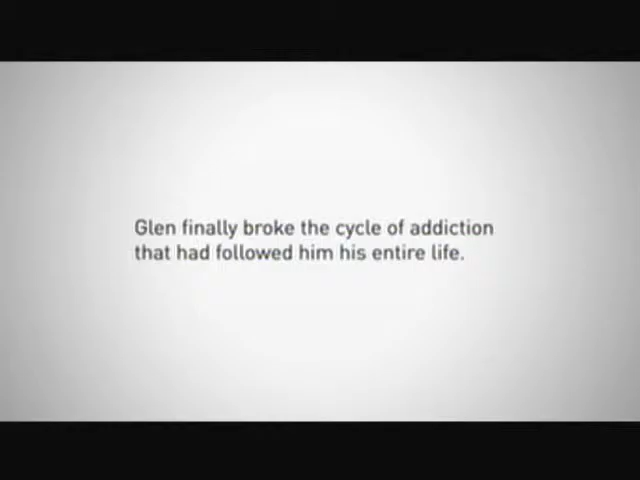 Glen finally broke the cycle of addiction
that had followed him his entire life.